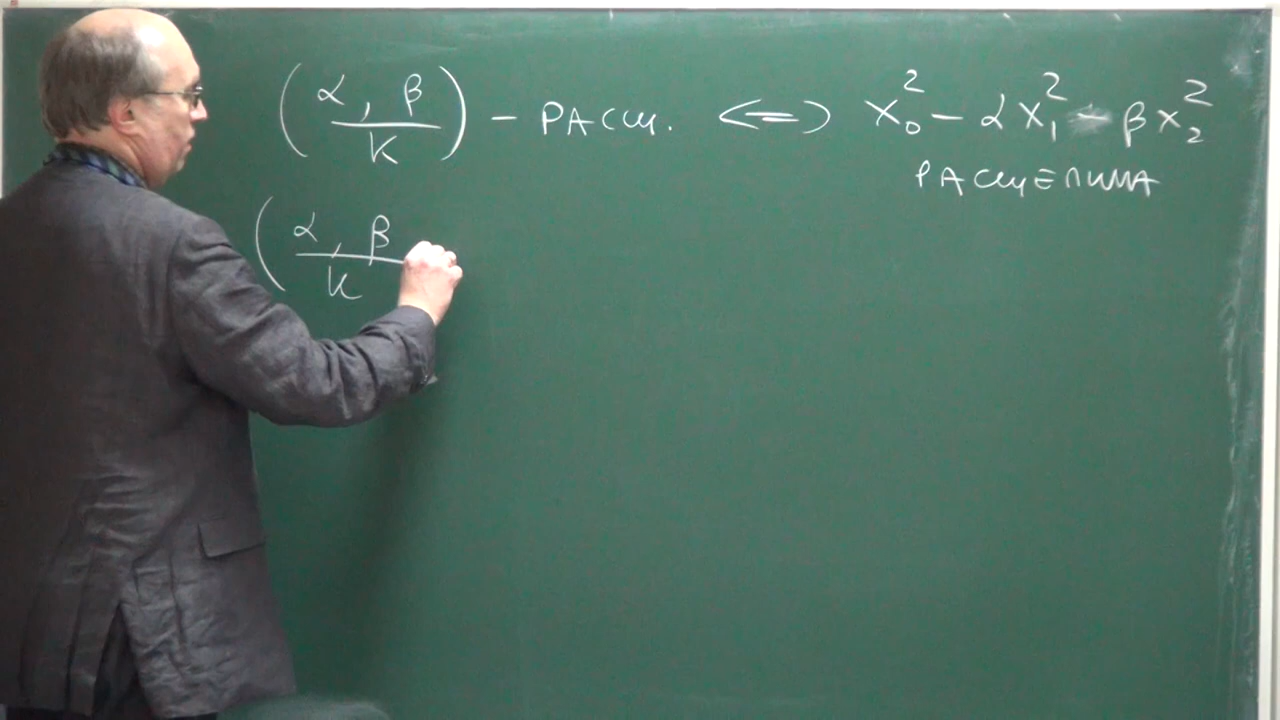 (α, β / K) – РАСЩ. <=> x₀² – αx₁² – βx₂²
РАСЩЕПИМА
(α, β / K